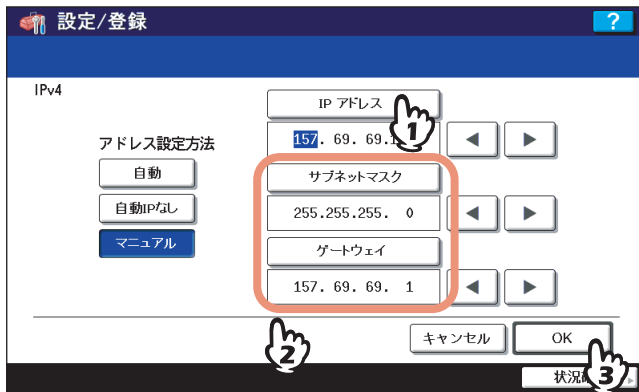 設定/登録
?
IPv4
IP アドレス
アドレス設定方法
157. 69. 69.
1
自動
サブネットマスク
自動IPなし
255.255.255. 0
マニュアル
ゲートウェイ
157. 69. 69. 1
2
キャンセル
OK
状況
3